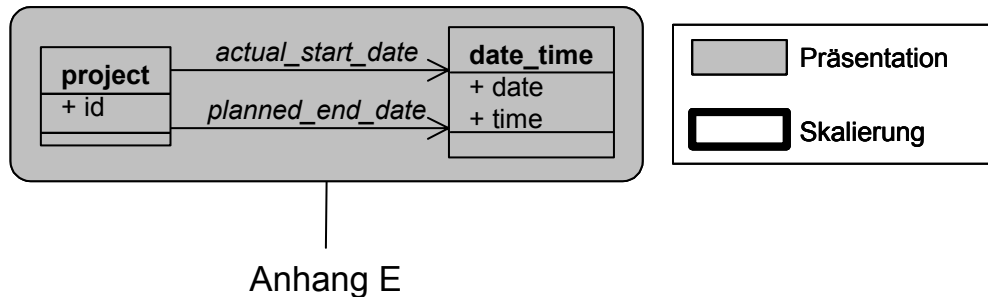 project
+ id
actual_start_date
planned_end_date
date_time
+ date
+ time
Präsentation
Skalierung
Anhang E